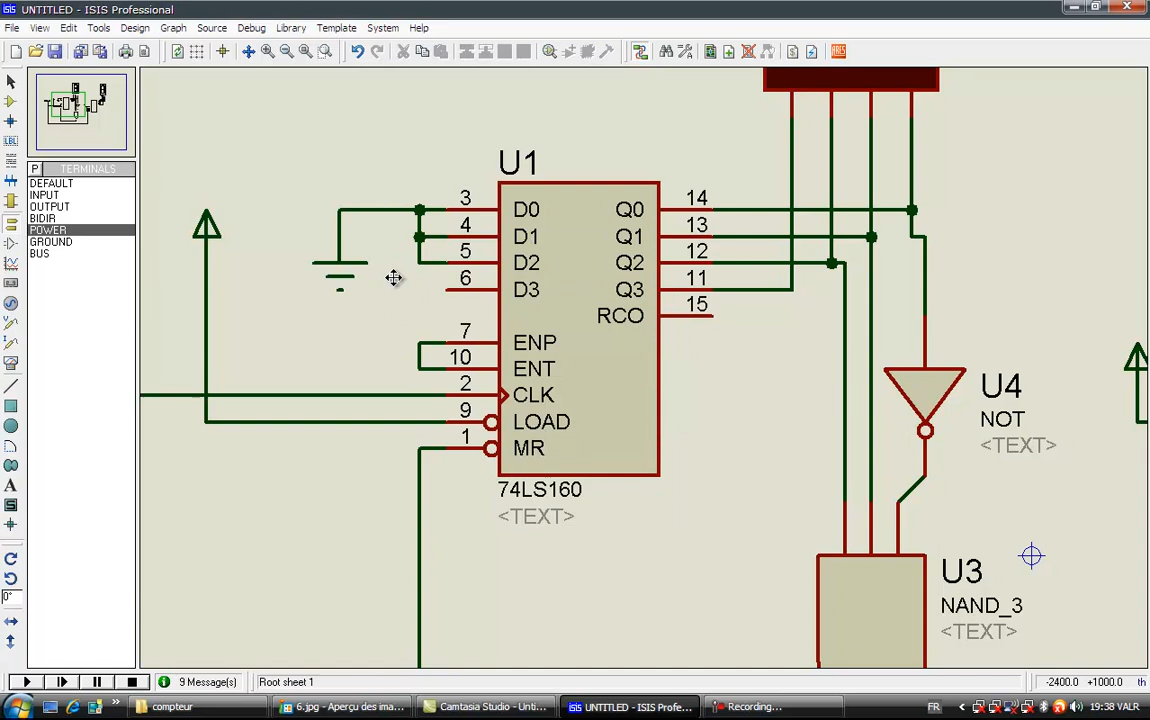 UNTITLED - ISIS Professional
File View Edit Tools Design Graph Source Debug Library Template System Help
LBL
ARES
P TERMINALS
DEFAULT
INPUT
OUTPUT
BIDIR
POWER
GROUND
BUS
A
0°
U1
3 D0 Q0 14
4 D1 Q1 13
5 D2 Q2 12
6 D3 Q3 11
RCO 15
7 ENP
10 ENT
2 CLK
9 LOAD
1 MR
74LS160
<TEXT>
U4
NOT
<TEXT>
U3
NAND_3
<TEXT>
9 Message(s) Root sheet 1 -2400.0 +1000.0 th
compteur 6.jpg - Aperçu des ima... Camtasia Studio - Unti... UNTITLED - ISIS Profe... Recording... FR 19:38 VALR